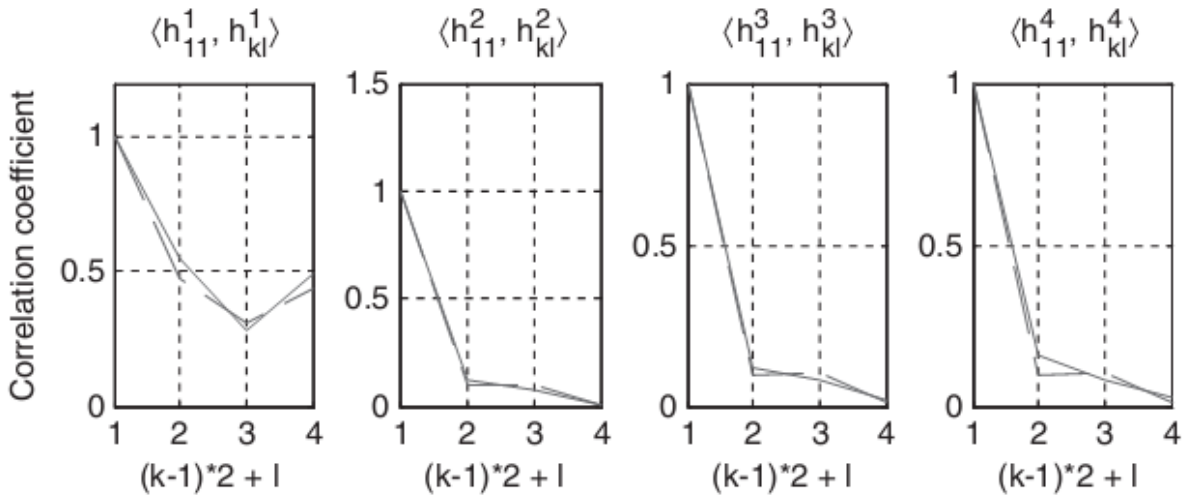 ⟨h¹₁₁, h¹ₖₗ⟩ ⟨h²₁₁, h²ₖₗ⟩ ⟨h³₁₁, h³ₖₗ⟩ ⟨h⁴₁₁, h⁴ₖₗ⟩
Correlation coefficient
1
0.5
0
1 2 3 4
(k-1)*2 + l
1.5
1
0.5
0
1 2 3 4
(k-1)*2 + l
1
0.5
0
1 2 3 4
(k-1)*2 + l
1
0.5
0
1 2 3 4
(k-1)*2 + l